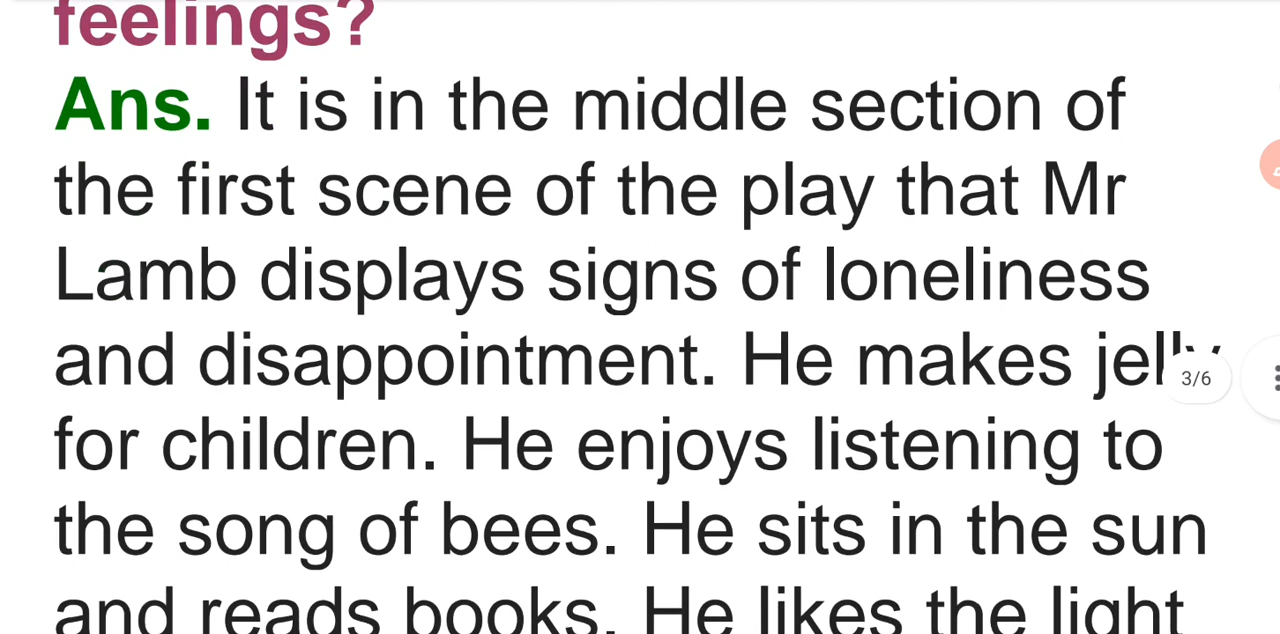 feelings?
Ans. It is in the middle section of
the first scene of the play that Mr
Lamb displays signs of loneliness
and disappointment. He makes jelly
3/6
for children. He enjoys listening to
the song of bees. He sits in the sun
and reads books. He likes the light